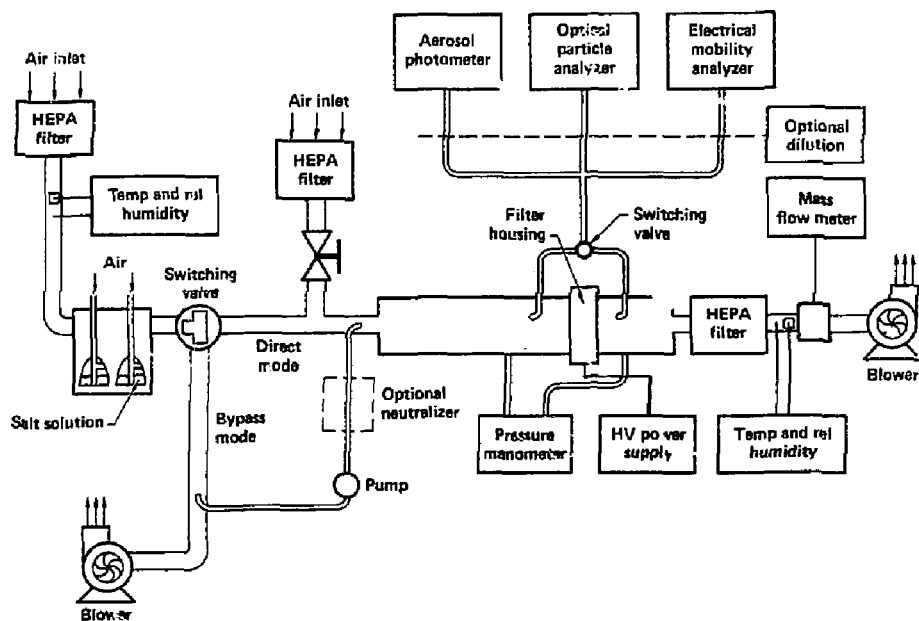 Aerosol
photometer
Optical
particle
analyzer
Electrical
mobility
analyzer
Air inlet
HEPA
filter
Air inlet
HEPA
filter
Optional
dilution
Temp and rel
humidity
Filter
housing
Switching
valve
Mass
flow meter
Air
Switching
valve
Direct
mode
HEPA
filter
Blower
Salt solution
Bypass
mode
Optional
neutralizer
Pressure
manometer
HV power
supply
Temp and rel
humidity
Pump
Blower